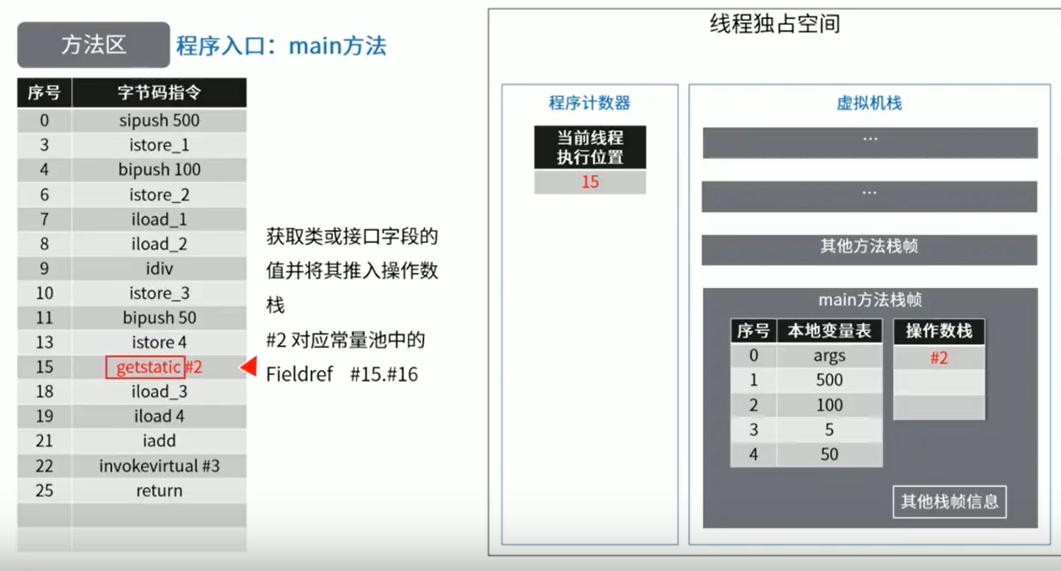 方法区 程序入口：main方法
序号 字节码指令
0 sipush 500
3 istore_1
4 bipush 100
6 istore_2
7 iload_1
8 iload_2
9 idiv
10 istore_3
11 bipush 50
13 istore 4
15 getstatic #2
18 iload_3
19 iload 4
21 iadd
22 invokevirtual #3
25 return
获取类或接口字段的
值并将其推入操作数
栈
#2 对应常量池中的
Fieldref #15.#16
线程独占空间
程序计数器
当前线程
执行位置
15
虚拟机栈
...
...
其他方法栈帧
main方法栈帧
序号 本地变量表
0 args
1 500
2 100
3 5
4 50
操作数栈
#2
其他栈帧信息